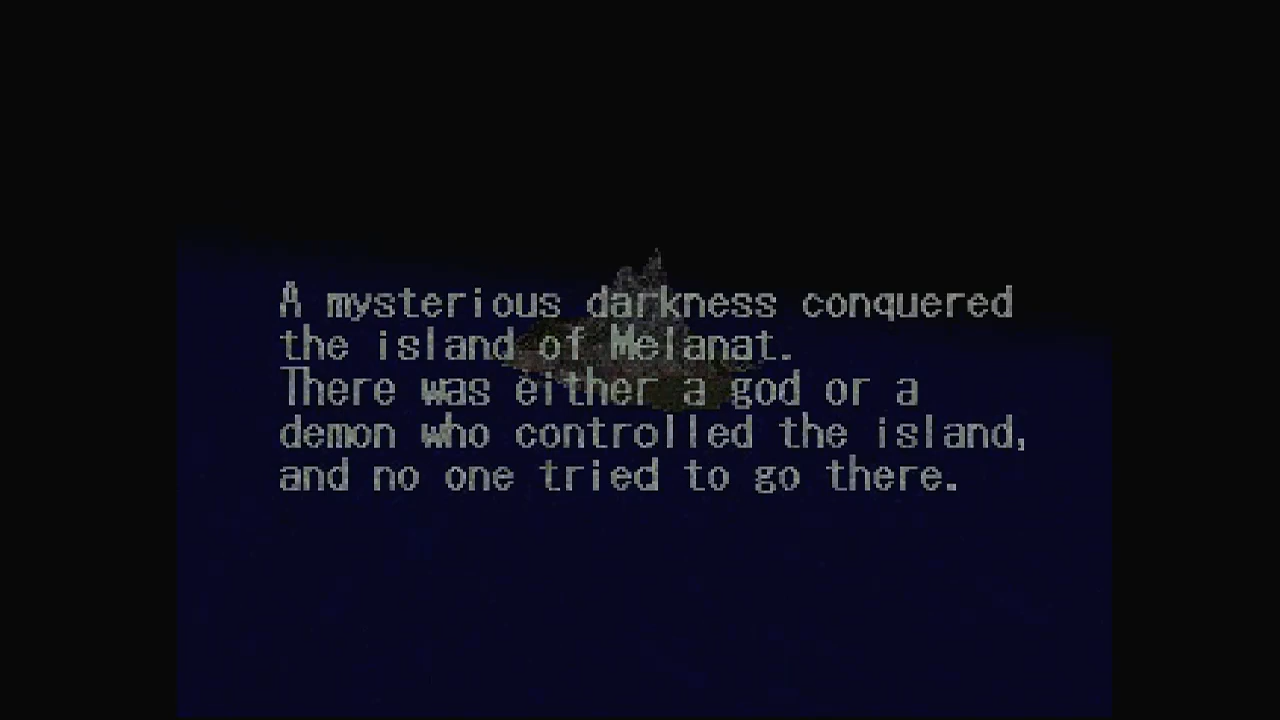 A mysterious darkness conquered
the island of Melanat.
There was either a god or a
demon who controlled the island,
and no one tried to go there.